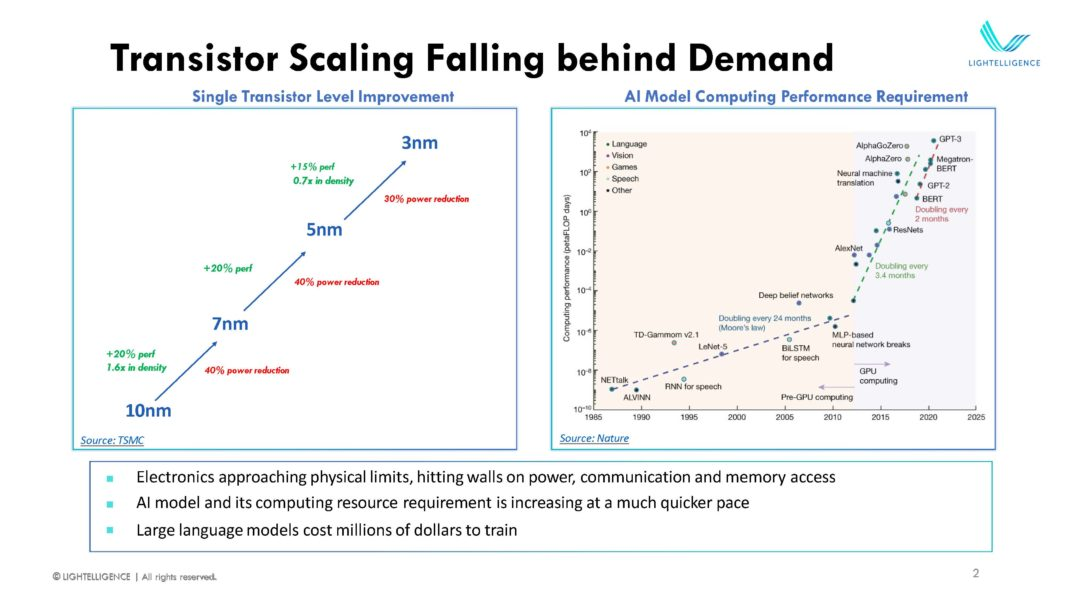 Transistor Scaling Falling behind Demand
LIGHTELLIGENCE
Single Transistor Level Improvement
3nm
+15% perf
0.7x in density
30% power reduction
5nm
+20% perf
40% power reduction
7nm
+20% perf
1.6x in density
40% power reduction
10nm
Source: TSMC
AI Model Computing Performance Requirement
Computing performance (petaFLOP days)
10⁴
10²
10⁰
10⁻²
10⁻⁴
10⁻⁶
10⁻⁸
10⁻¹⁰
1985 1990 1995 2000 2005 2010 2015 2020 2025
Language
Vision
Games
Speech
Other
AlphaGoZero
GPT-3
AlphaZero
Megatron-
BERT
Neural machine
translation
GPT-2
BERT
Doubling every
2 months
ResNets
AlexNet
Doubling every
3.4 months
Deep belief networks
Doubling every 24 months
(Moore's law)
TD-Gammom v2.1
LeNet-5
BiLSTM
for speech
MLP-based
neural network breaks
NETtalk
ALVINN
RNN for speech
GPU
computing
Pre-GPU computing
Source: Nature
Electronics approaching physical limits, hitting walls on power, communication and memory access
AI model and its computing resource requirement is increasing at a much quicker pace
Large language models cost millions of dollars to train
© LIGHTELLIGENCE | All rights reserved.
2